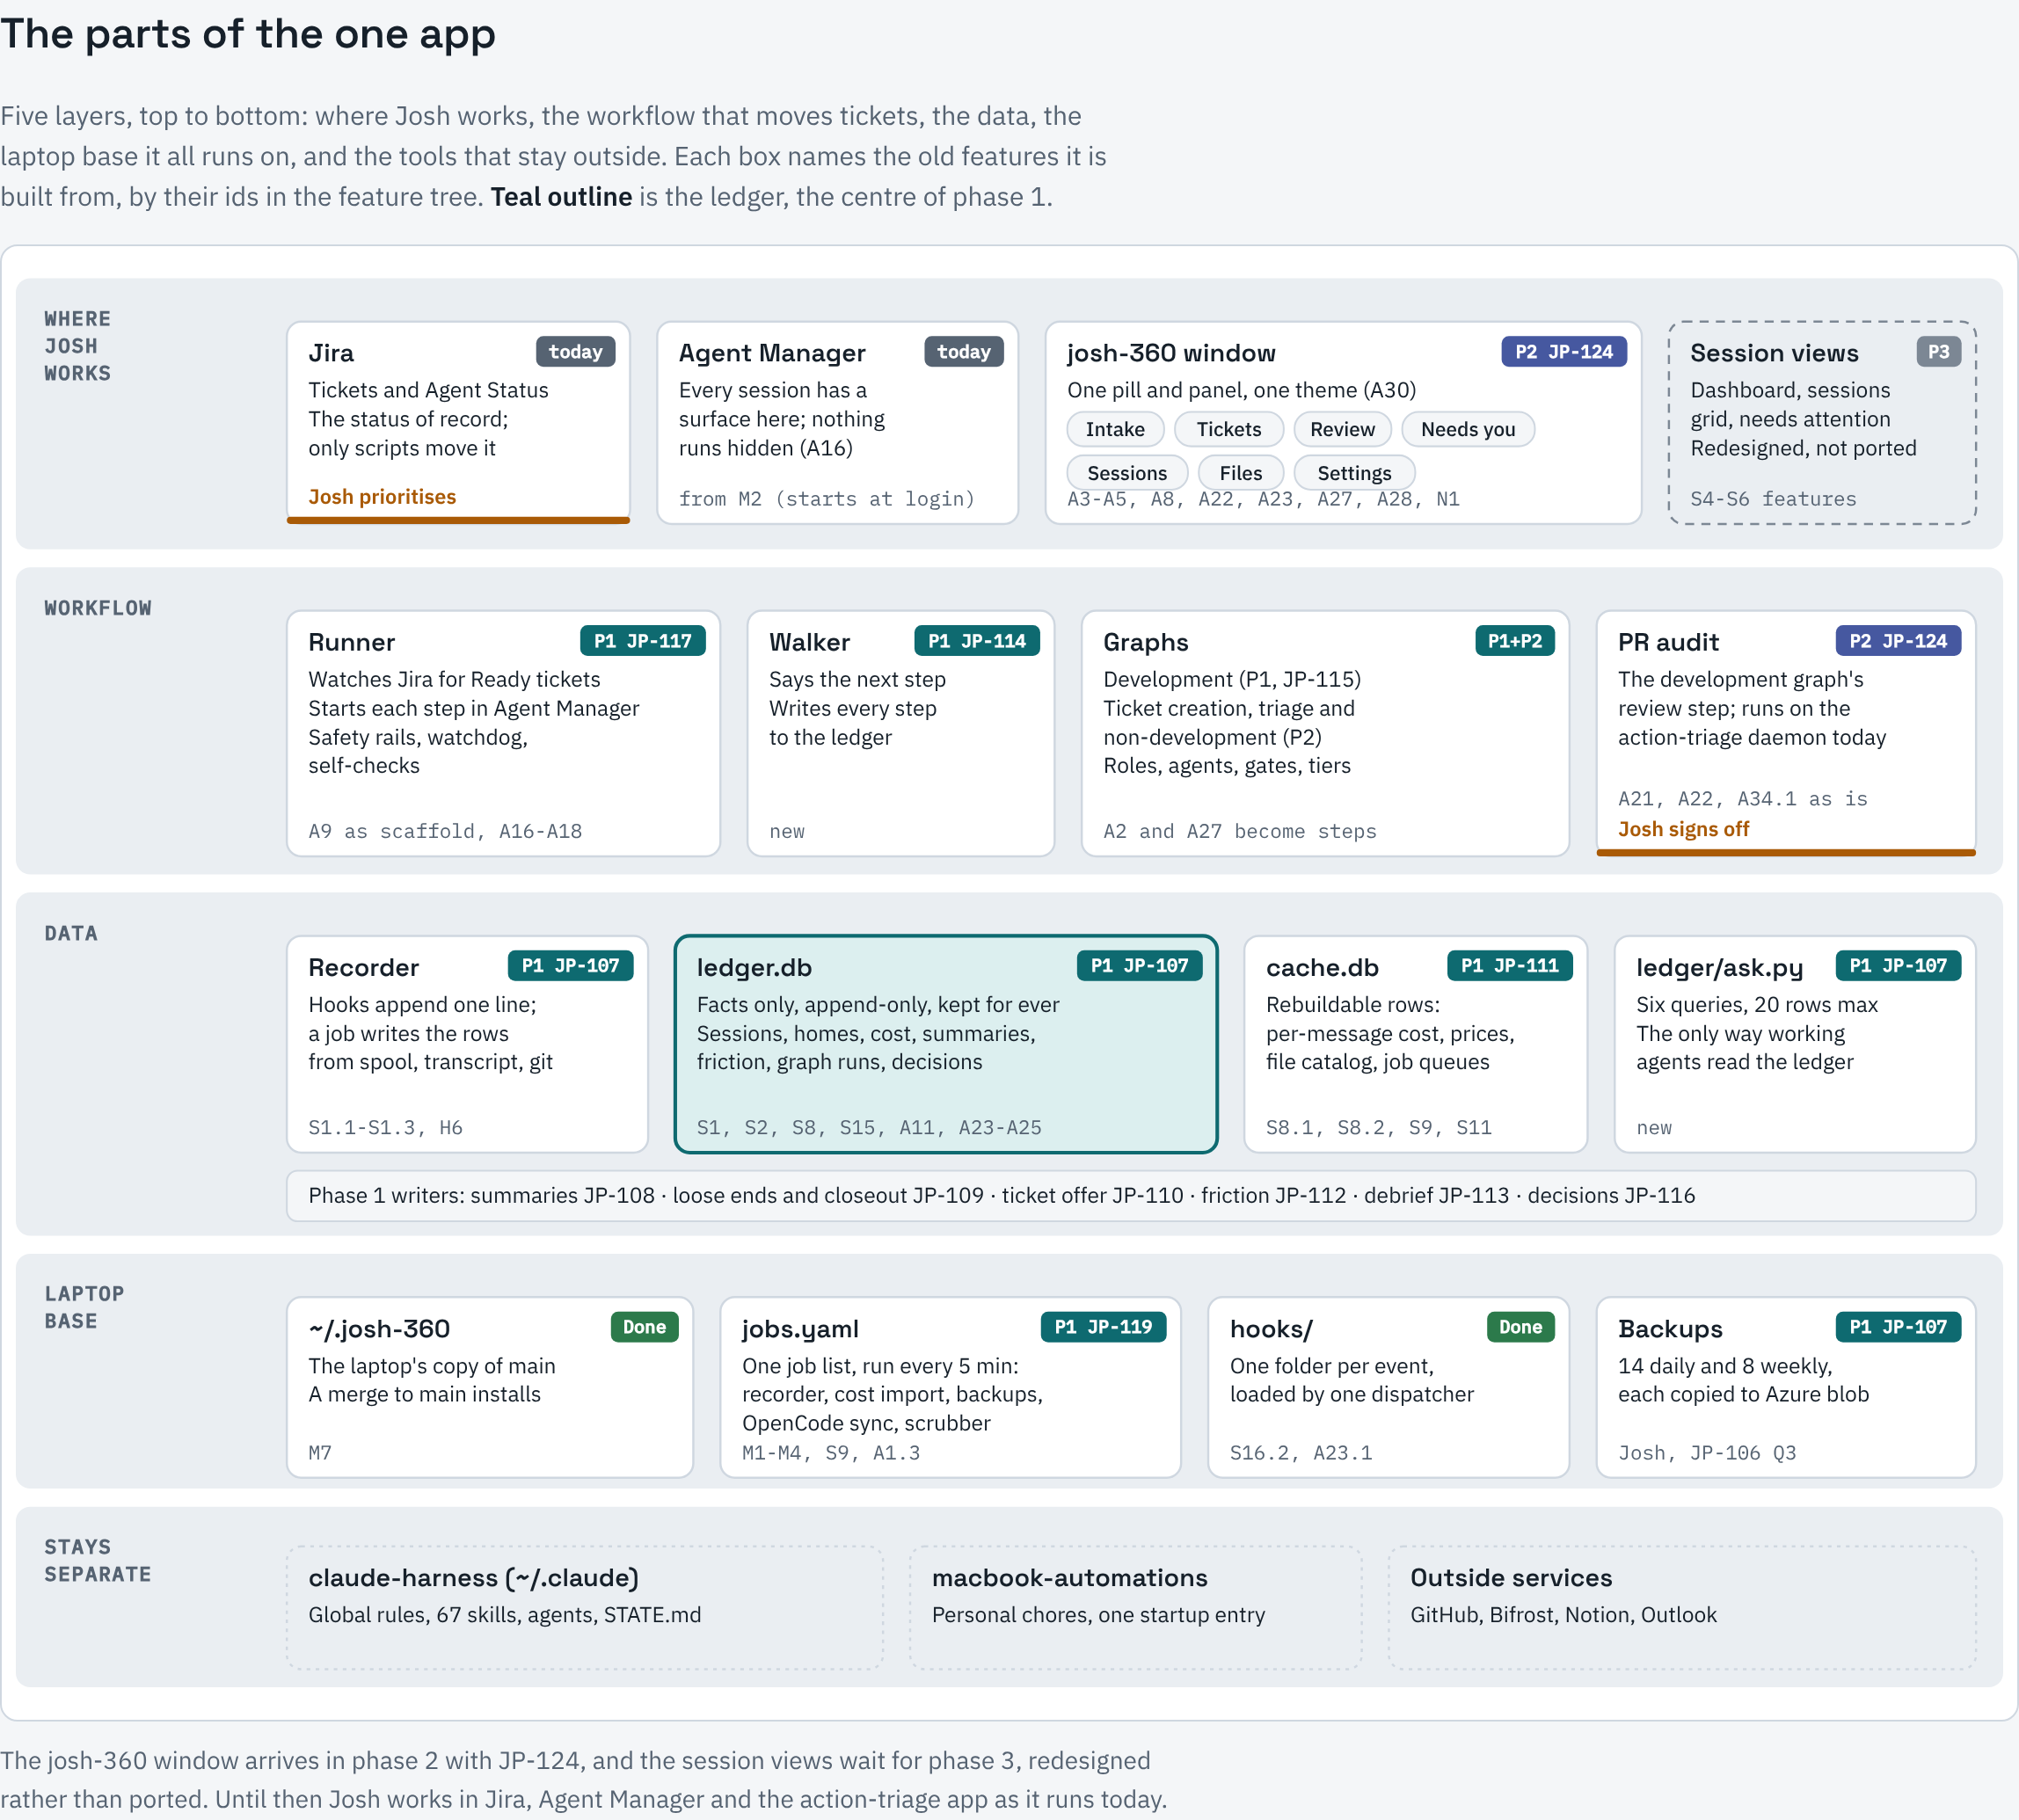 The parts of the one app
Five layers, top to bottom: where Josh works, the workflow that moves tickets, the data, the
laptop base it all runs on, and the tools that stay outside. Each box names the old features it is
built from, by their ids in the feature tree. Teal outline is the ledger, the centre of phase 1.
WHERE
JOSH
WORKS
Jira
today
Tickets and Agent Status
The status of record;
only scripts move it
Josh prioritises
Agent Manager
today
Every session has a
surface here; nothing
runs hidden (A16)
from M2 (starts at login)
josh-360 window
P2 JP-124
One pill and panel, one theme (A30)
Intake
Tickets
Review
Needs you
Sessions
Files
Settings
A3-A5, A8, A22, A23, A27, A28, N1
Session views
P3
Dashboard, sessions
grid, needs attention
Redesigned, not ported
S4-S6 features
WORKFLOW
Runner
P1 JP-117
Watches Jira for Ready tickets
Starts each step in Agent Manager
Safety rails, watchdog,
self-checks
A9 as scaffold, A16-A18
Walker
P1 JP-114
Says the next step
Writes every step
to the ledger
new
Graphs
P1+P2
Development (P1, JP-115)
Ticket creation, triage and
non-development (P2)
Roles, agents, gates, tiers
A2 and A27 become steps
PR audit
P2 JP-124
The development graph's
review step; runs on the
action-triage daemon today
A21, A22, A34.1 as is
Josh signs off
DATA
Recorder
P1 JP-107
Hooks append one line;
a job writes the rows
from spool, transcript, git
S1.1-S1.3, H6
ledger.db
P1 JP-107
Facts only, append-only, kept for ever
Sessions, homes, cost, summaries,
friction, graph runs, decisions
S1, S2, S8, S15, A11, A23-A25
cache.db
P1 JP-111
Rebuildable rows:
per-message cost, prices,
file catalog, job queues
S8.1, S8.2, S9, S11
ledger/ask.py
P1 JP-107
Six queries, 20 rows max
The only way working
agents read the ledger
new
Phase 1 writers: summaries JP-108 · loose ends and closeout JP-109 · ticket offer JP-110 · friction JP-112 · debrief JP-113 · decisions JP-116
LAPTOP
BASE
~/.josh-360
Done
The laptop's copy of main
A merge to main installs
M7
jobs.yaml
P1 JP-119
One job list, run every 5 min:
recorder, cost import, backups,
OpenCode sync, scrubber
M1-M4, S9, A1.3
hooks/
Done
One folder per event,
loaded by one dispatcher
S16.2, A23.1
Backups
P1 JP-107
14 daily and 8 weekly,
each copied to Azure blob
Josh, JP-106 Q3
STAYS
SEPARATE
claude-harness (~/.claude)
Global rules, 67 skills, agents, STATE.md
macbook-automations
Personal chores, one startup entry
Outside services
GitHub, Bifrost, Notion, Outlook
The josh-360 window arrives in phase 2 with JP-124, and the session views wait for phase 3, redesigned
rather than ported. Until then Josh works in Jira, Agent Manager and the action-triage app as it runs today.